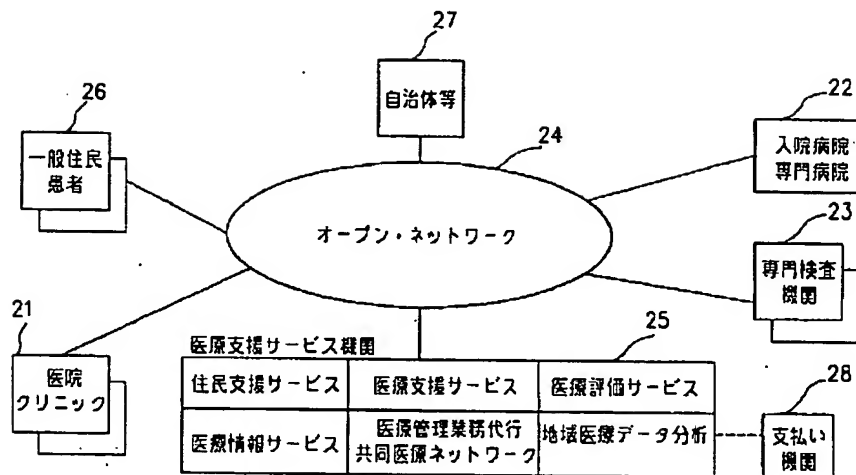 27
自治体等
26
一般住民
患者
24
22
入院病院
専門病院
オープン・ネットワーク
23
専門検査
機関
21
医院
クリニック
医療支援サービス機関
25
住民支援サービス
医療支援サービス
医療評価サービス
医療情報サービス
医療管理業務代行
共同医療ネットワーク
地域医療データ分析
28
支払い
機関